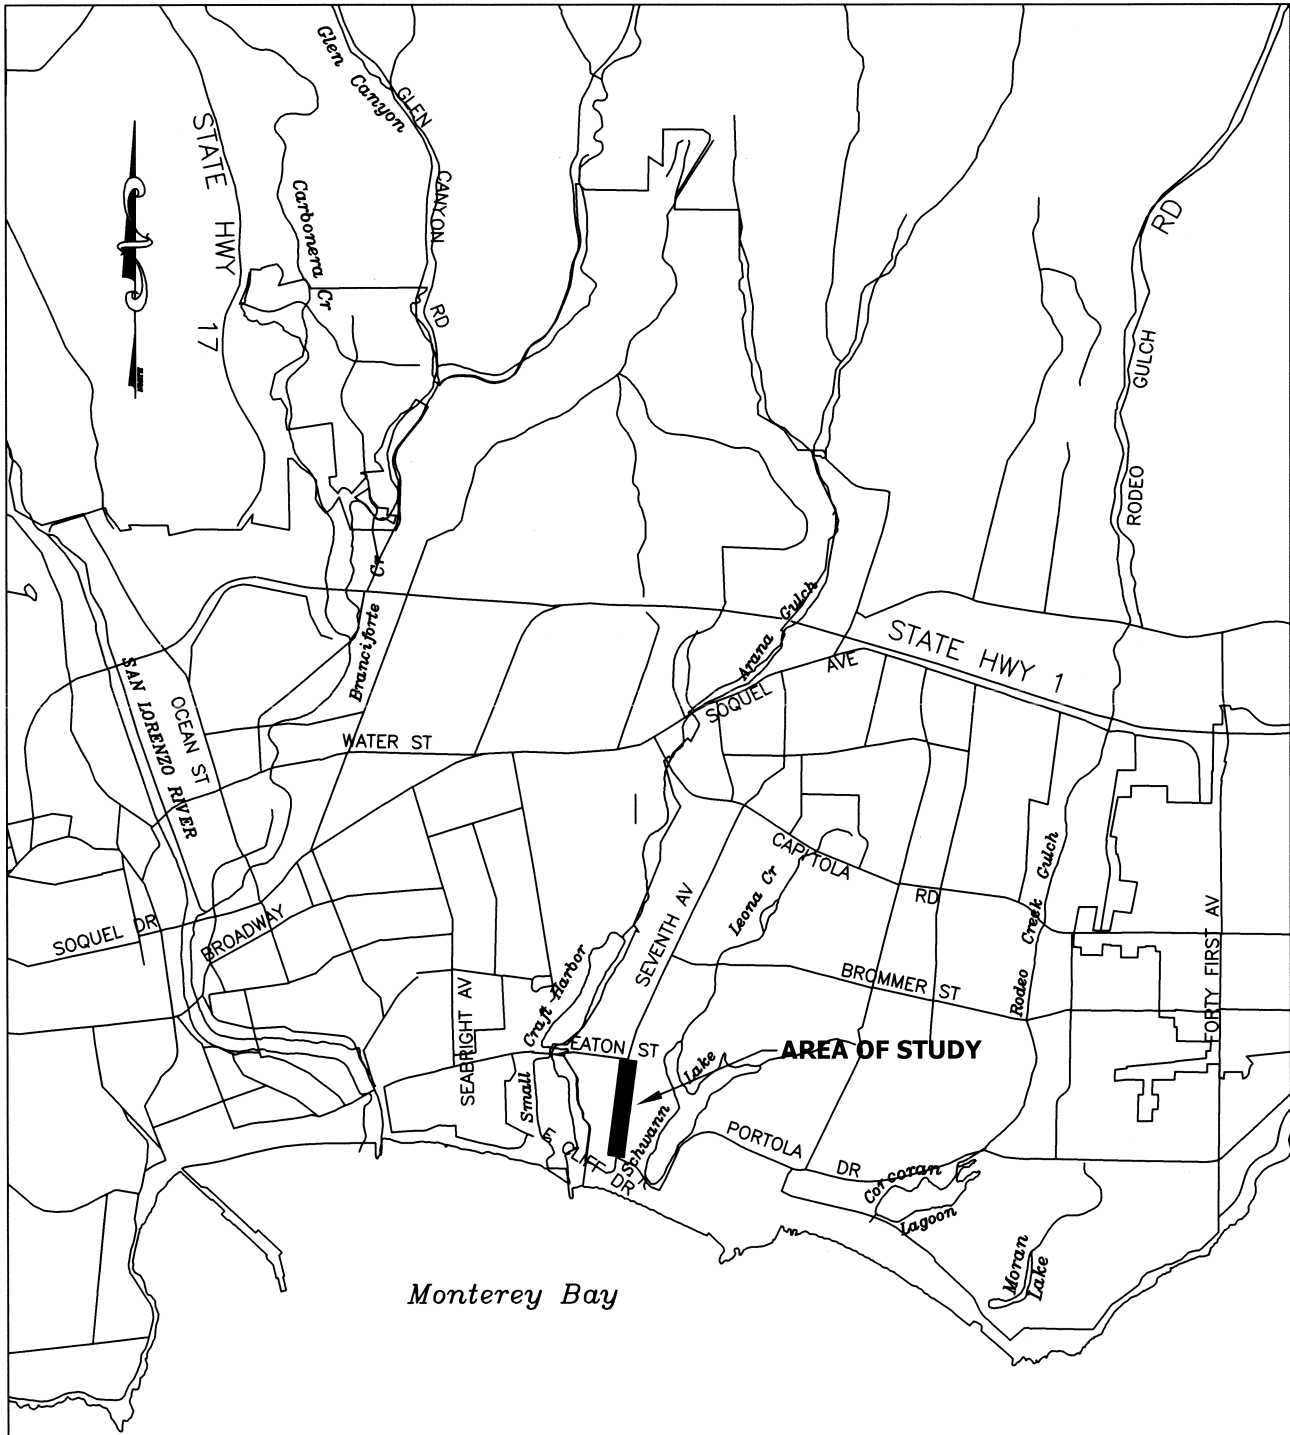 Glen Canyon
GLEN
CANYON
RD
STATE HWY 17
Carbonera Cr
RD
GULCH
RODEO
Branciforte Cr
Arana Gulch
SOQUEL
AVE
STATE HWY 1
SAN LORENZO RIVER
OCEAN ST
WATER ST
CAPITOLA
RD
Leona Cr
SEVENTH AV
Rodeo Creek Gulch
FORTY FIRST AV
SOQUEL DR
BROADWAY
BROMMER ST
SEABRIGHT AV
Small Craft Harbor
EATON ST
AREA OF STUDY
Schwann Lake
E CLIFF DR
PORTOLA
DR
Corcoran
Lagoon
Moran
Lake
Monterey Bay